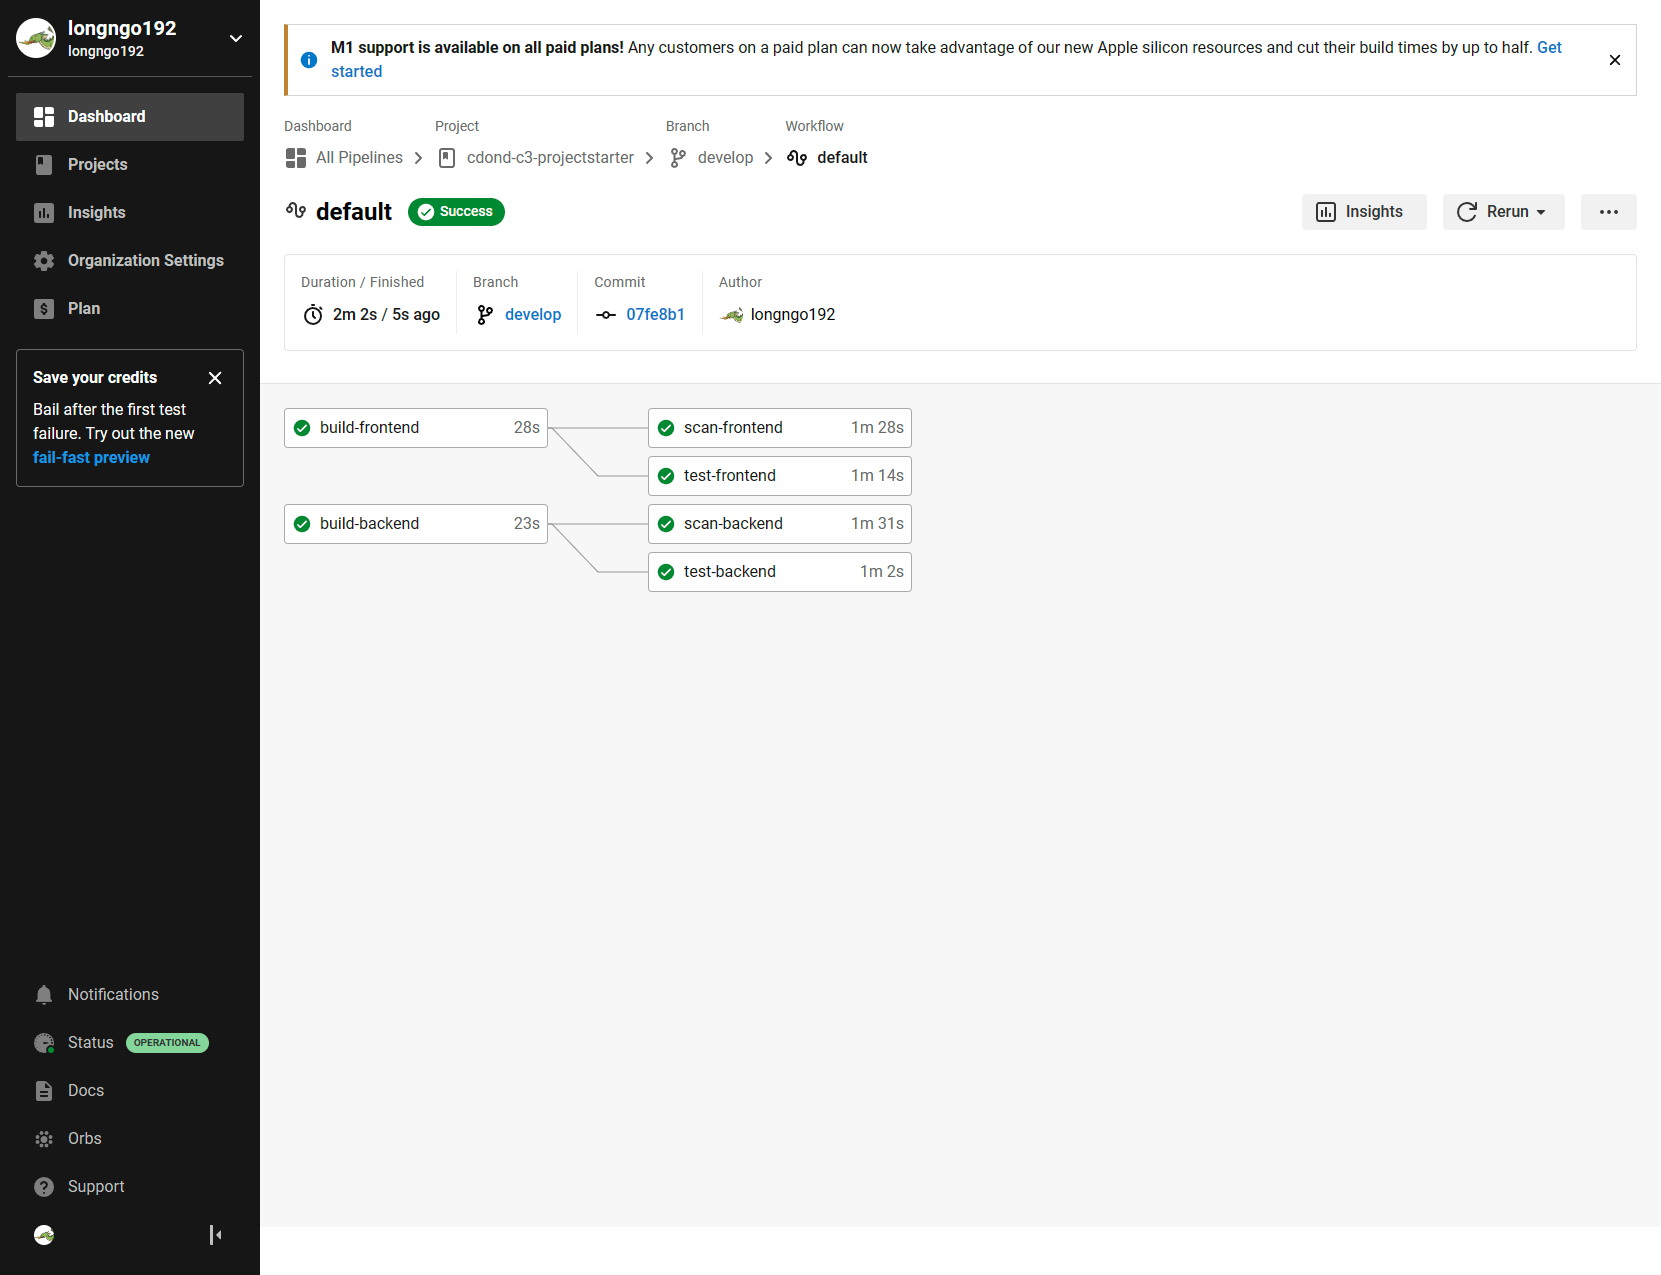 longngo192
longngo192
Dashboard
Projects
Insights
Organization Settings
Plan
Save your credits
Bail after the first test
failure. Try out the new
fail-fast preview
Notifications
Status OPERATIONAL
Docs
Orbs
Support
M1 support is available on all paid plans! Any customers on a paid plan can now take advantage of our new Apple silicon resources and cut their build times by up to half. Get
started
Dashboard Project Branch Workflow
All Pipelines cdond-c3-projectstarter develop default
default Success Insights Rerun
Duration / Finished Branch Commit Author
2m 2s / 5s ago develop 07fe8b1 longngo192
build-frontend 28s scan-frontend 1m 28s
test-frontend 1m 14s
build-backend 23s scan-backend 1m 31s
test-backend 1m 2s